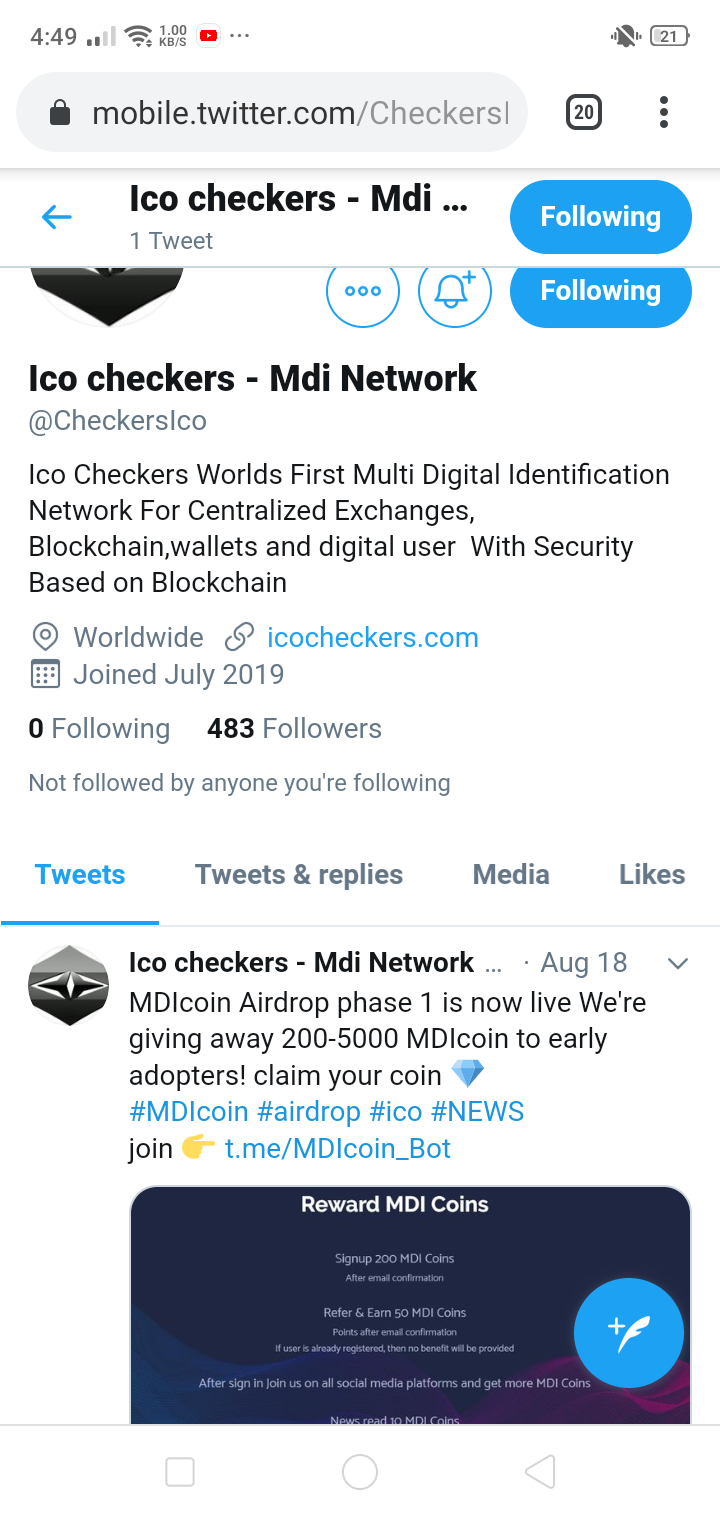 4:49 1.00 KB/S 21
mobile.twitter.com/CheckersI
20
Ico checkers - Mdi ...
1 Tweet
Following
Following
Ico checkers - Mdi Network
@CheckersIco
Ico Checkers Worlds First Multi Digital Identification
Network For Centralized Exchanges,
Blockchain,wallets and digital user With Security
Based on Blockchain
Worldwide icocheckers.com
Joined July 2019
0 Following 483 Followers
Not followed by anyone you're following
Tweets Tweets & replies Media Likes
Ico checkers - Mdi Network ... · Aug 18
MDIcoin Airdrop phase 1 is now live We're
giving away 200-5000 MDIcoin to early
adopters! claim your coin 💎
#MDIcoin #airdrop #ico #NEWS
join 👉 t.me/MDIcoin_Bot
Reward MDI Coins
Signup 200 MDI Coins
After email confirmation
Refer & Earn 50 MDI Coins
Points after email confirmation
If user is already registered, then no benefit will be provided
After sign in Join us on all social media platforms and get more MDI Coins
News read 10 MDI Coins